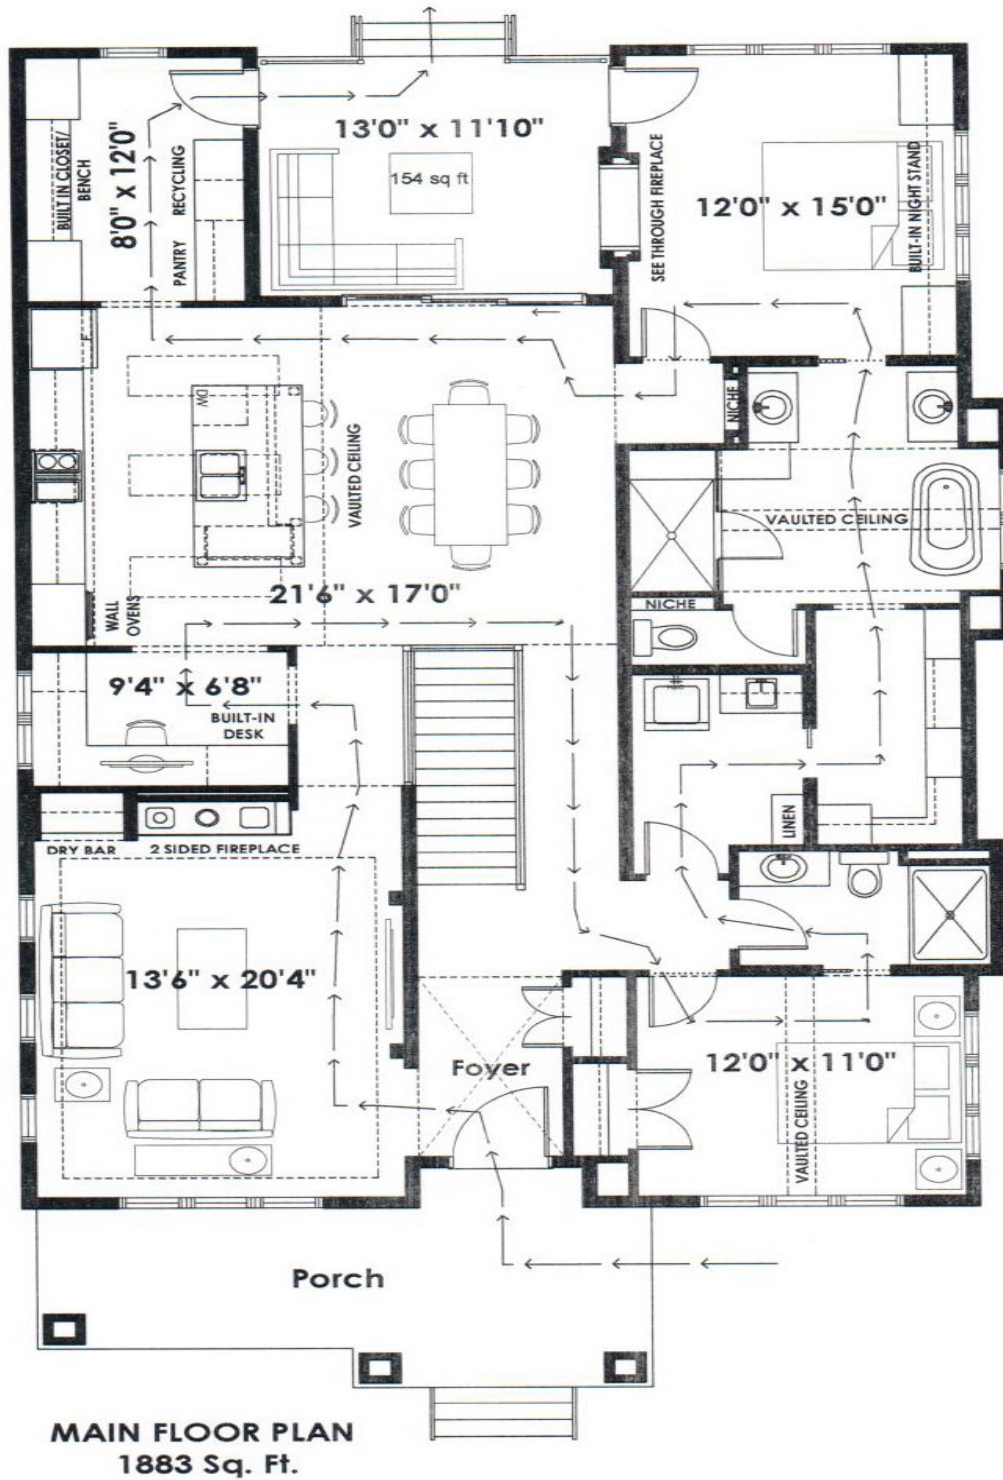 13'0" x 11'10"
154 sq ft
8'0" x 12'0"
BUILT IN CLOSET/
BENCH
PANTRY
RECYCLING
SEE THROUGH FIREPLACE
12'0" x 15'0"
BUILT-IN NIGHT STAND
F
DW
VAULTED CEILING
NICHE
VAULTED CEILING
21'6" x 17'0"
WALL
OVENS
NICHE
9'4" x 6'8"
BUILT-IN
DESK
LINEN
DRY BAR
2 SIDED FIREPLACE
13'6" x 20'4"
Foyer
12'0" x 11'0"
VAULTED CEILING
Porch
MAIN FLOOR PLAN
1883 Sq. Ft.